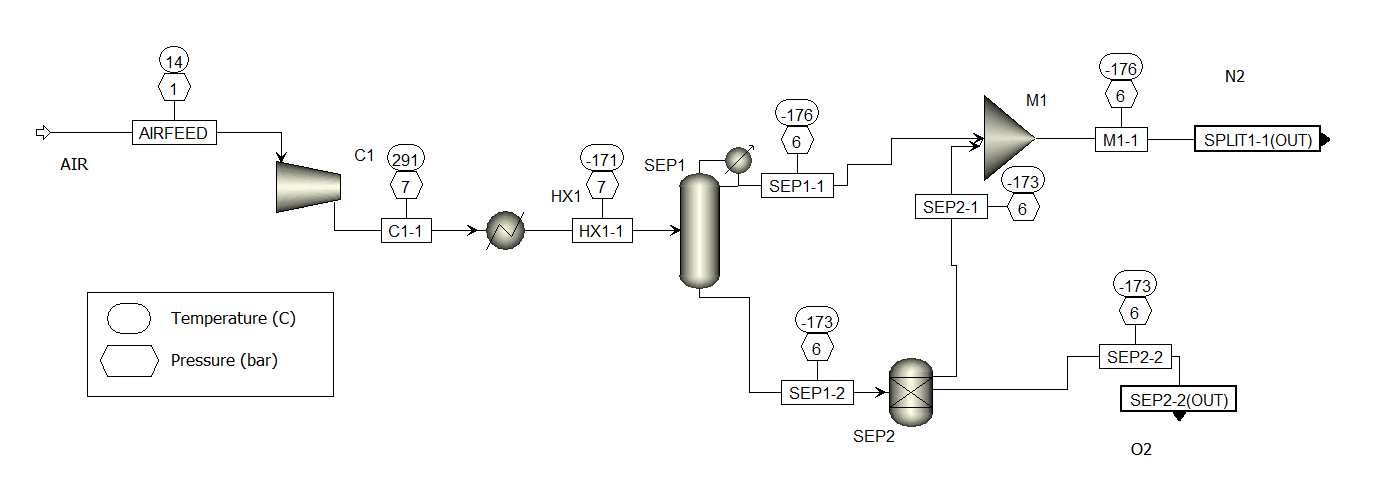 14
1
AIRFEED
AIR
C1
291
7
C1-1
HX1
-171
7
HX1-1
SEP1
-176
6
SEP1-1
M1
-176
6
M1-1
N2
SPLIT1-1(OUT)
-173
6
SEP2-1
-173
6
SEP1-2
SEP2
-173
6
SEP2-2
SEP2-2(OUT)
O2
Temperature (C)
Pressure (bar)